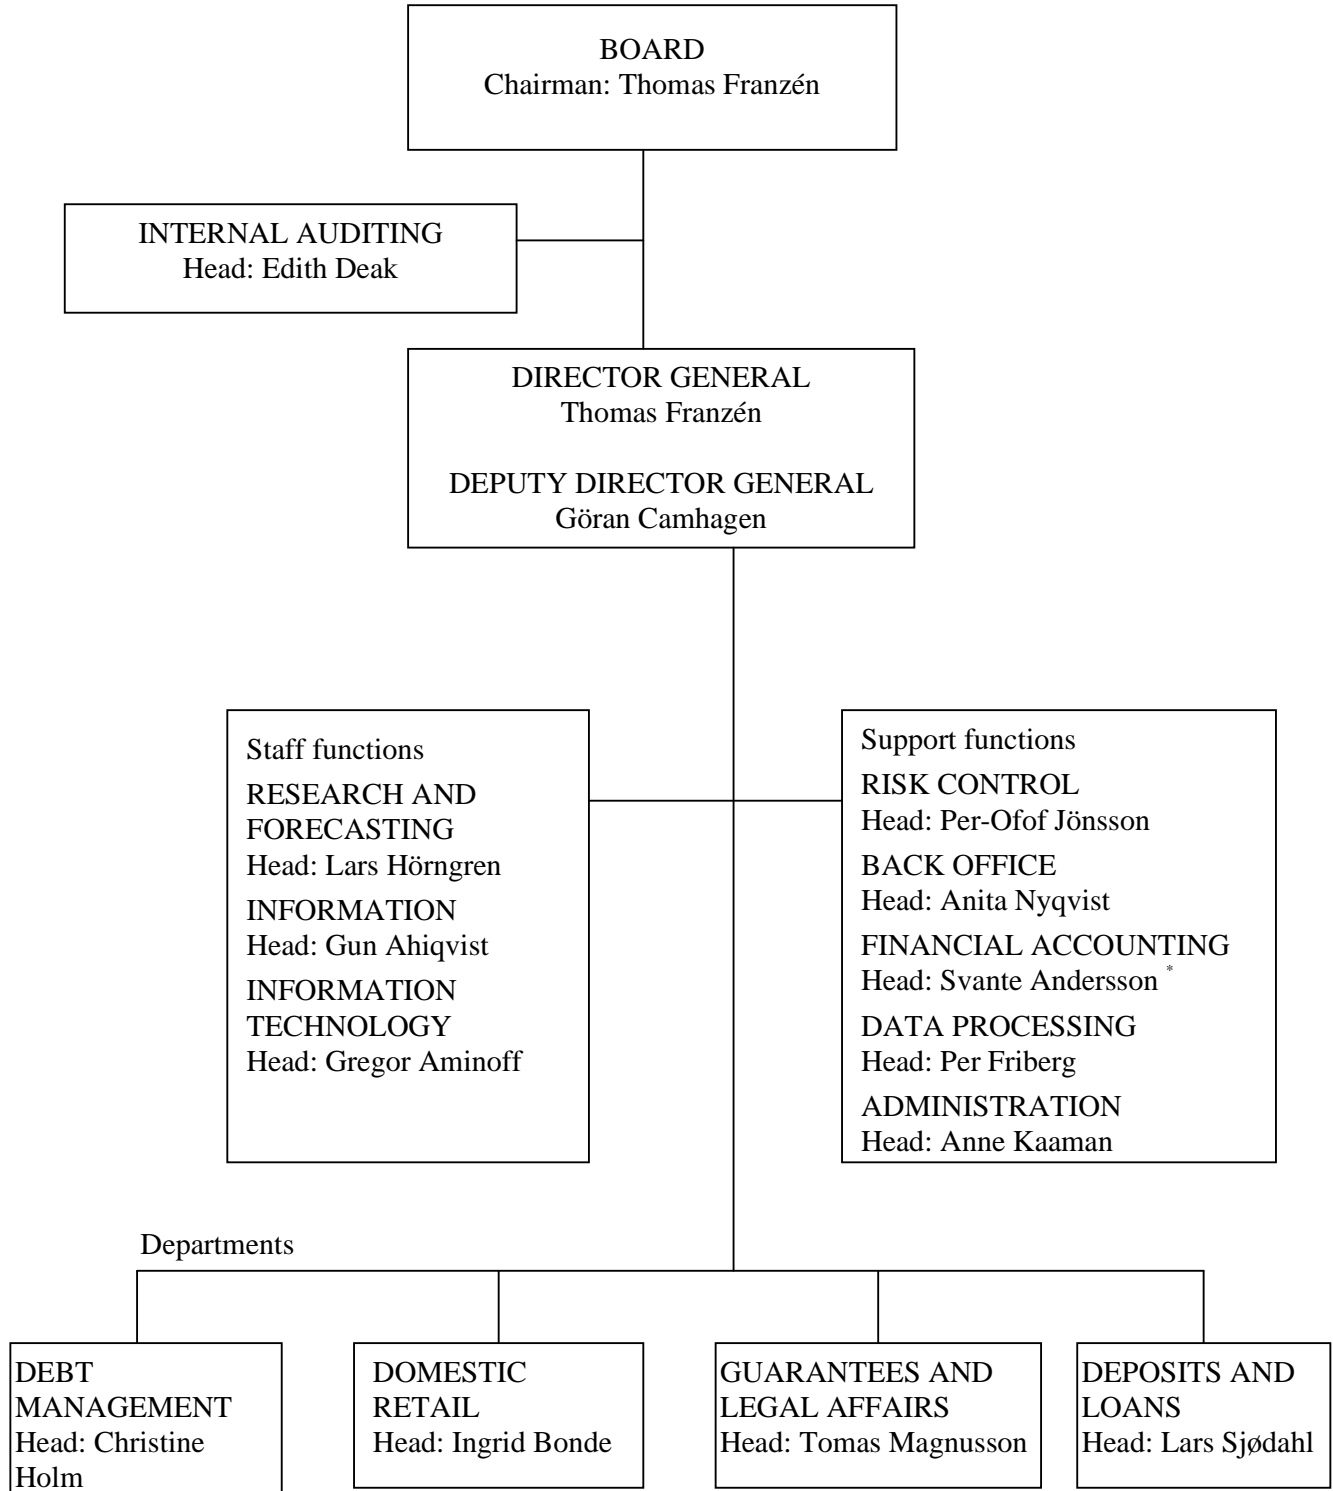 BOARD
Chairman: Thomas Franzén
INTERNAL AUDITING
Head: Edith Deak
DIRECTOR GENERAL
Thomas Franzén
DEPUTY DIRECTOR GENERAL
Göran Camhagen
Staff functions
RESEARCH AND
FORECASTING
Head: Lars Hörngren
INFORMATION
Head: Gun Ahiqvist
INFORMATION
TECHNOLOGY
Head: Gregor Aminoff
Support functions
RISK CONTROL
Head: Per-Ofof Jönsson
BACK OFFICE
Head: Anita Nyqvist
FINANCIAL ACCOUNTING
Head: Svante Andersson *
DATA PROCESSING
Head: Per Friberg
ADMINISTRATION
Head: Anne Kaaman
Departments
DEBT
MANAGEMENT
Head: Christine
Holm
DOMESTIC
RETAIL
Head: Ingrid Bonde
GUARANTEES AND
LEGAL AFFAIRS
Head: Tomas Magnusson
DEPOSITS AND
LOANS
Head: Lars Sjødahl